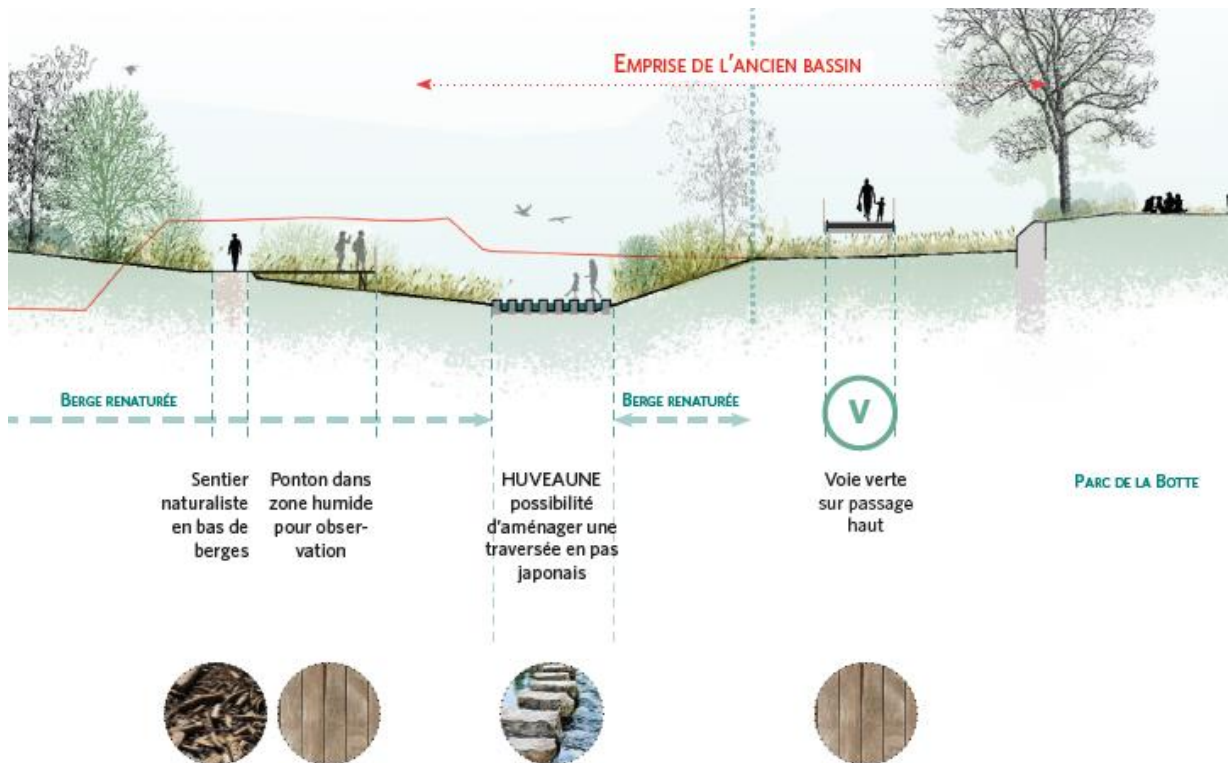 EMPRISE DE L'ANCIEN BASSIN
BERGE RENATURÉE
BERGE RENATURÉE
V
Sentier
naturaliste
en bas de
berges
Ponton dans
zone humide
pour obser-
vation
HUVEAUNE
possibilité
d'aménager une
traversée en pas
japonais
Voie verte
sur passage
haut
PARC DE LA BOTTE